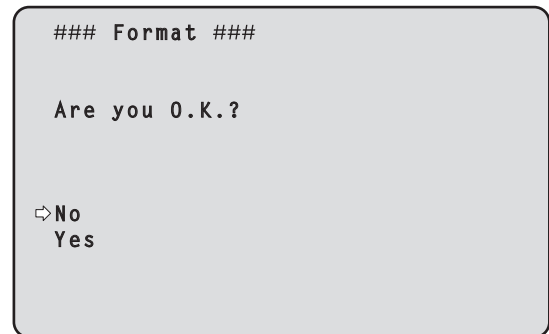 ### Format ###
Are you O.K.?
⇨No
Yes